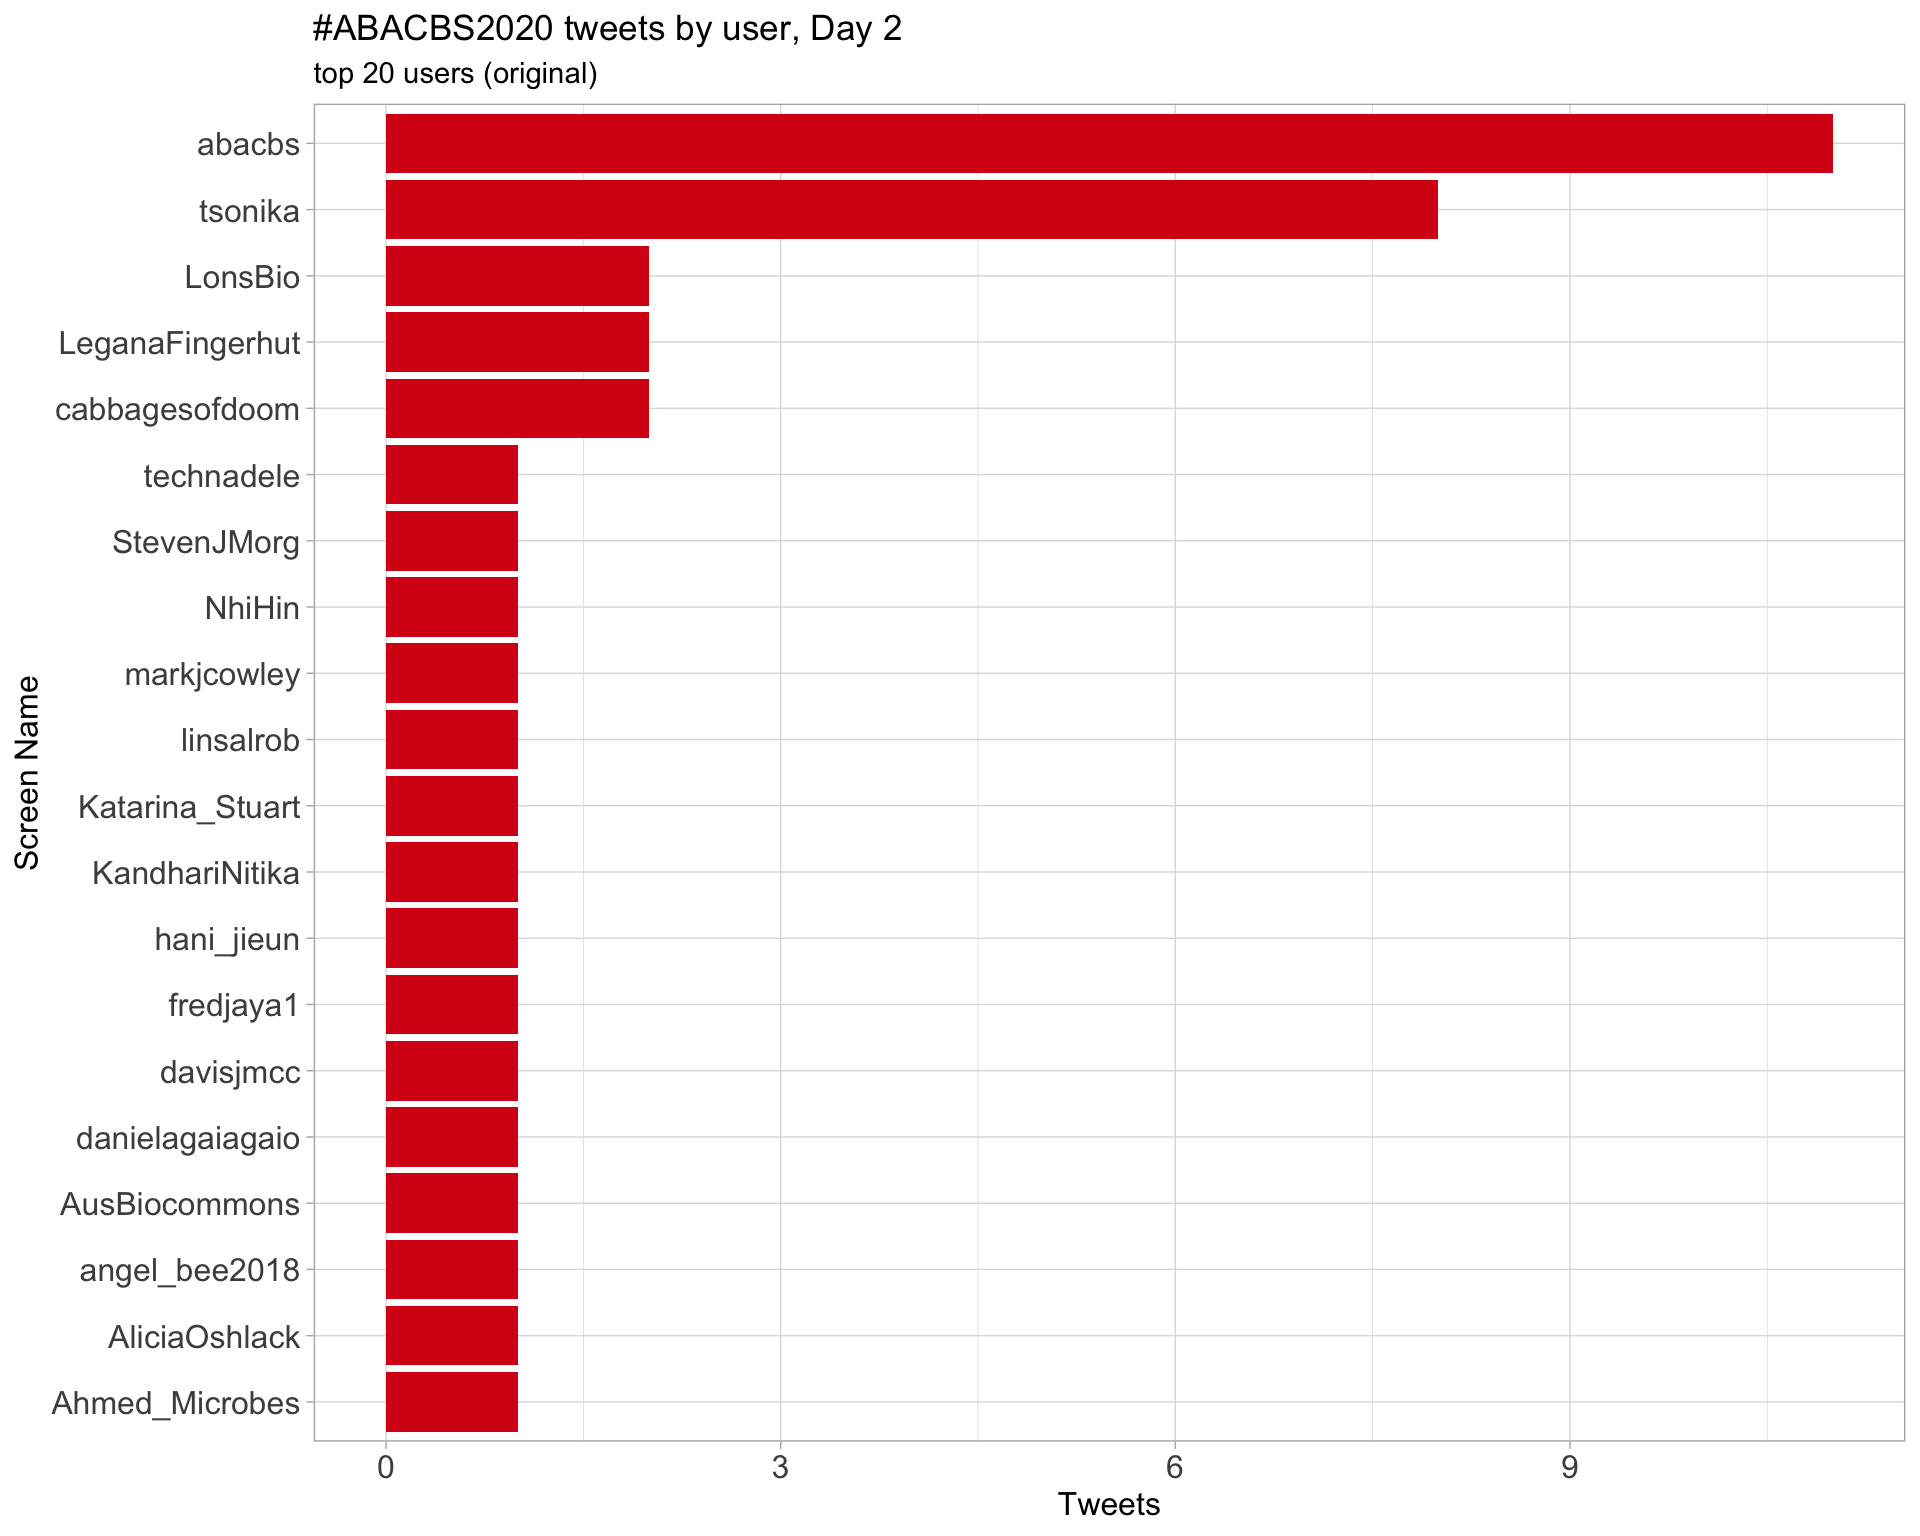 #ABACBS2020 tweets by user, Day 2
top 20 users (original)
Screen Name
abacbs
tsonika
LonsBio
LeganaFingerhut
cabbagesofdoom
technadele
StevenJMorg
NhiHin
markjcowley
linsalrob
Katarina_Stuart
KandhariNitika
hani_jieun
fredjaya1
davisjmcc
danielagaiagaio
AusBiocommons
angel_bee2018
AliciaOshlack
Ahmed_Microbes
0 3 6 9
Tweets